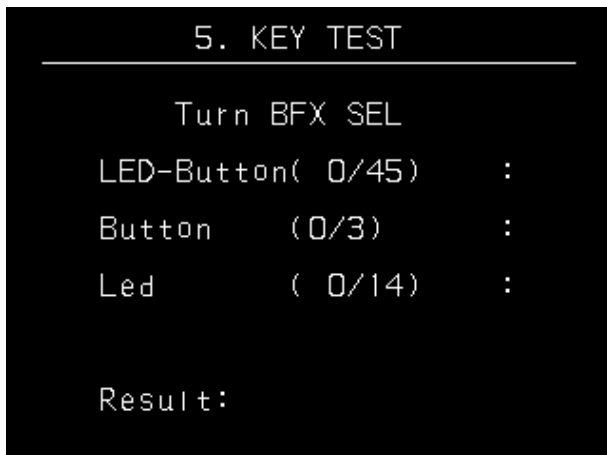 5. KEY TEST
Turn BFX SEL
LED-Button( 0/45) :
Button (0/3) :
Led ( 0/14) :
Result: